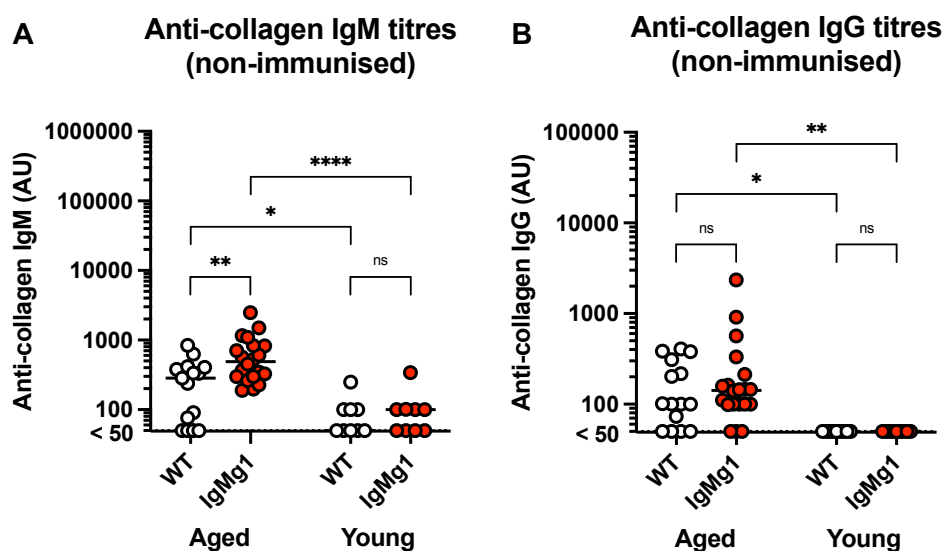 A
Anti-collagen IgM titres
(non-immunised)
Anti-collagen IgM (AU)
1000000
100000
10000
1000
100
< 50
****
*
**
ns
WT
IgMg1
WT
IgMg1
Aged
Young
B
Anti-collagen IgG titres
(non-immunised)
Anti-collagen IgG (AU)
100000
10000
1000
100
< 50
**
*
ns
ns
WT
IgMg1
WT
IgMg1
Aged
Young